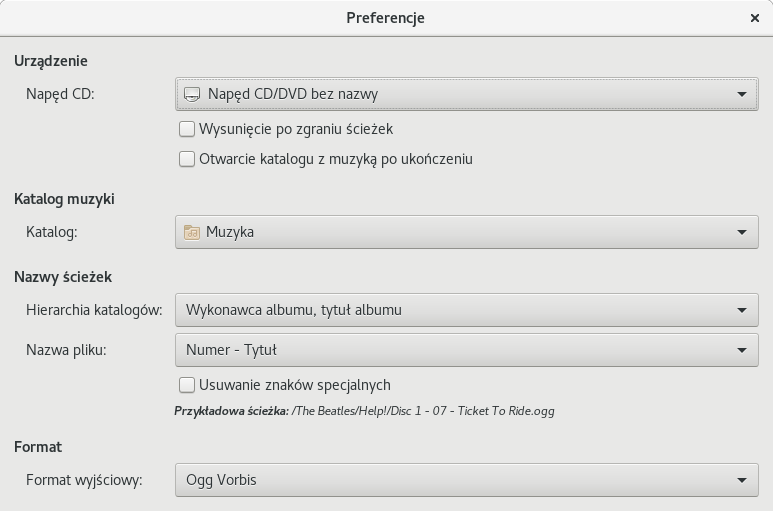 Preferencje
Urządzenie
Napęd CD: Napęd CD/DVD bez nazwy
Wysunięcie po zgraniu ścieżek
Otwarcie katalogu z muzyką po ukończeniu
Katalog muzyki
Katalog: Muzyka
Nazwy ścieżek
Hierarchia katalogów: Wykonawca albumu, tytuł albumu
Nazwa pliku: Numer - Tytuł
Usuwanie znaków specjalnych
Przykładowa ścieżka: /The Beatles/Help!/Disc 1 - 07 - Ticket To Ride.ogg
Format
Format wyjściowy: Ogg Vorbis